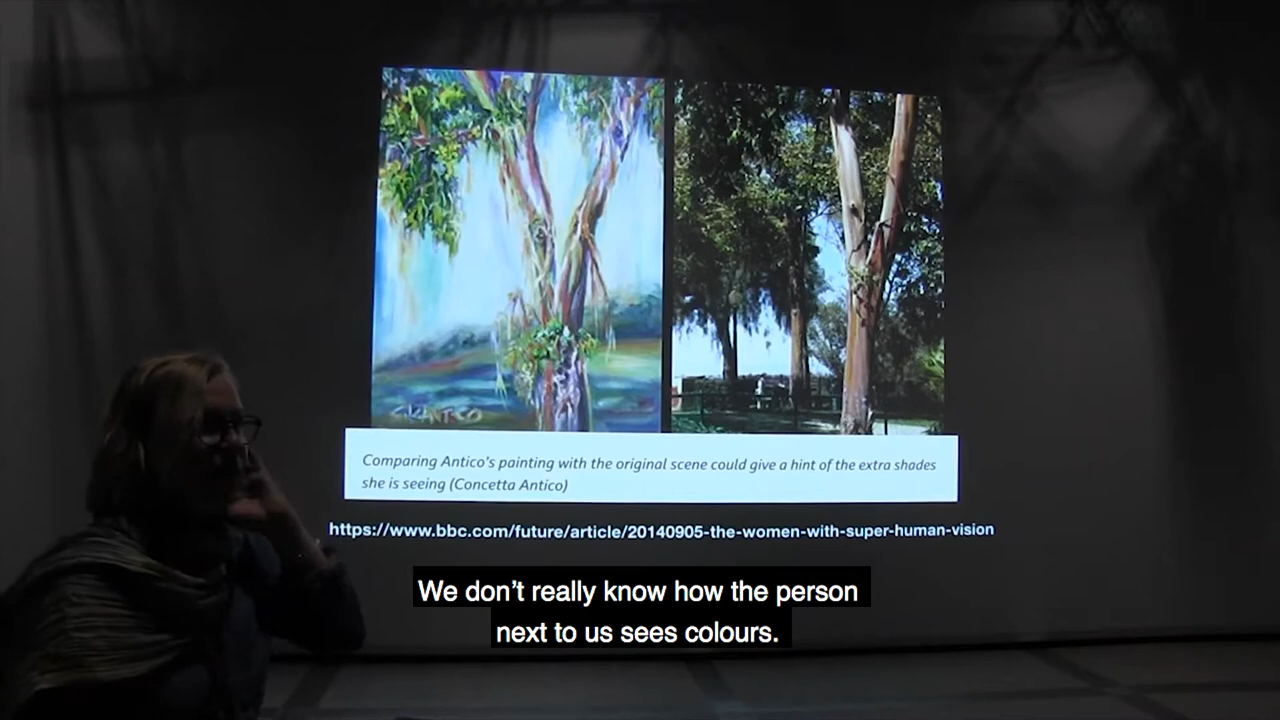 C. ANTICO
Comparing Antico's painting with the original scene could give a hint of the extra shades
she is seeing (Concetta Antico)
https://www.bbc.com/future/article/20140905-the-women-with-super-human-vision
We don't really know how the person
next to us sees colours.